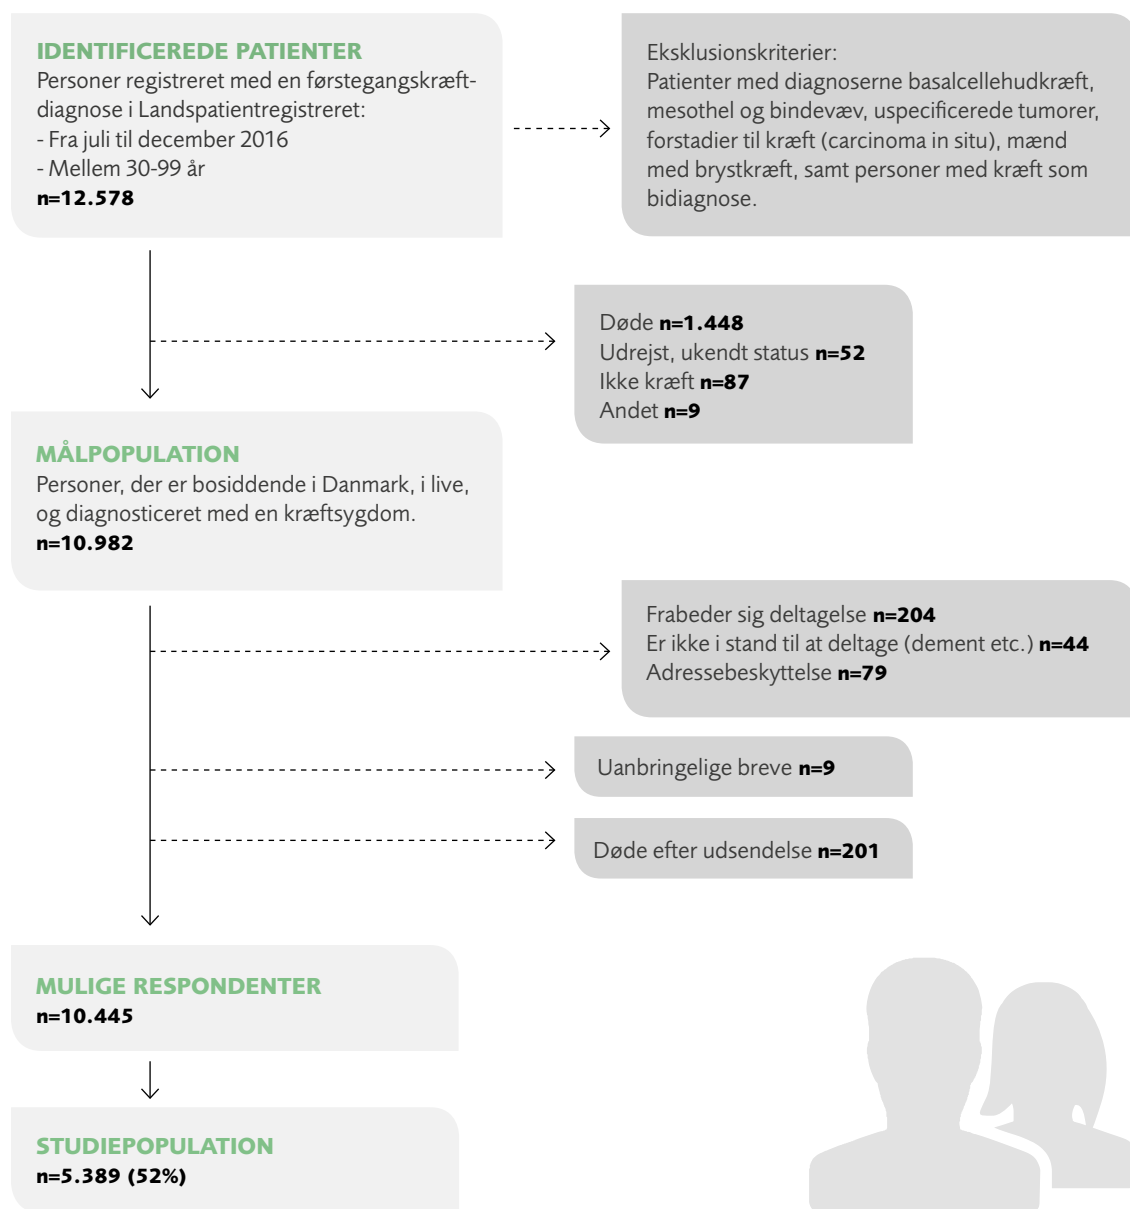 IDENTIFICEREDE PATIENTER
Personer registreret med en førstegangskræft-
diagnose i Landspatientregistreret:
- Fra juli til december 2016
- Mellem 30-99 år
n=12.578
Eksklusionskriterier:
Patienter med diagnoserne basalcellehudkræft,
mesothel og bindevæv, uspecificerede tumorer,
forstadier til kræft (carcinoma in situ), mænd
med brystkræft, samt personer med kræft som
bidiagnose.
Døde n=1.448
Udrejst, ukendt status n=52
Ikke kræft n=87
Andet n=9
MÅLPOPULATION
Personer, der er bosiddende i Danmark, i live,
og diagnosticeret med en kræftsygdom.
n=10.982
Frabeder sig deltagelse n=204
Er ikke i stand til at deltage (dement etc.) n=44
Adressebeskyttelse n=79
Uanbringelige breve n=9
Døde efter udsendelse n=201
MULIGE RESPONDENTER
n=10.445
STUDIEPOPULATION
n=5.389 (52%)